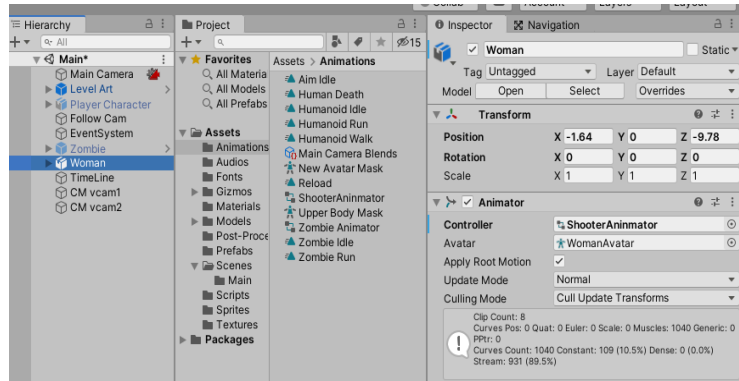 Collab Account Layers Layout
Hierarchy
All
Main*
Main Camera
Level Art
Player Character
Follow Cam
EventSystem
Zombie
Woman
TimeLine
CM vcam1
CM vcam2
Project
15
Favorites
All Materia
All Models
All Prefabs
Assets
Animations
Audios
Fonts
Gizmos
Materials
Models
Post-Proce
Prefabs
Scenes
Main
Scripts
Sprites
Textures
Packages
Assets > Animations
Aim Idle
Human Death
Humanoid Idle
Humanoid Run
Humanoid Walk
Main Camera Blends
New Avatar Mask
Reload
ShooterAninmator
Upper Body Mask
Zombie Animator
Zombie Idle
Zombie Run
Inspector Navigation
Woman Static
Tag Untagged Layer Default
Model Open Select Overrides
Transform
Position X -1.64 Y 0 Z -9.78
Rotation X 0 Y 0 Z 0
Scale X 1 Y 1 Z 1
Animator
Controller ShooterAninmator
Avatar WomanAvatar
Apply Root Motion
Update Mode Normal
Culling Mode Cull Update Transforms
Clip Count: 8
Curves Pos: 0 Quat: 0 Euler: 0 Scale: 0 Muscles: 1040 Generic: 0
PPtr: 0
Curves Count: 1040 Constant: 109 (10.5%) Dense: 0 (0.0%)
Stream: 931 (89.5%)